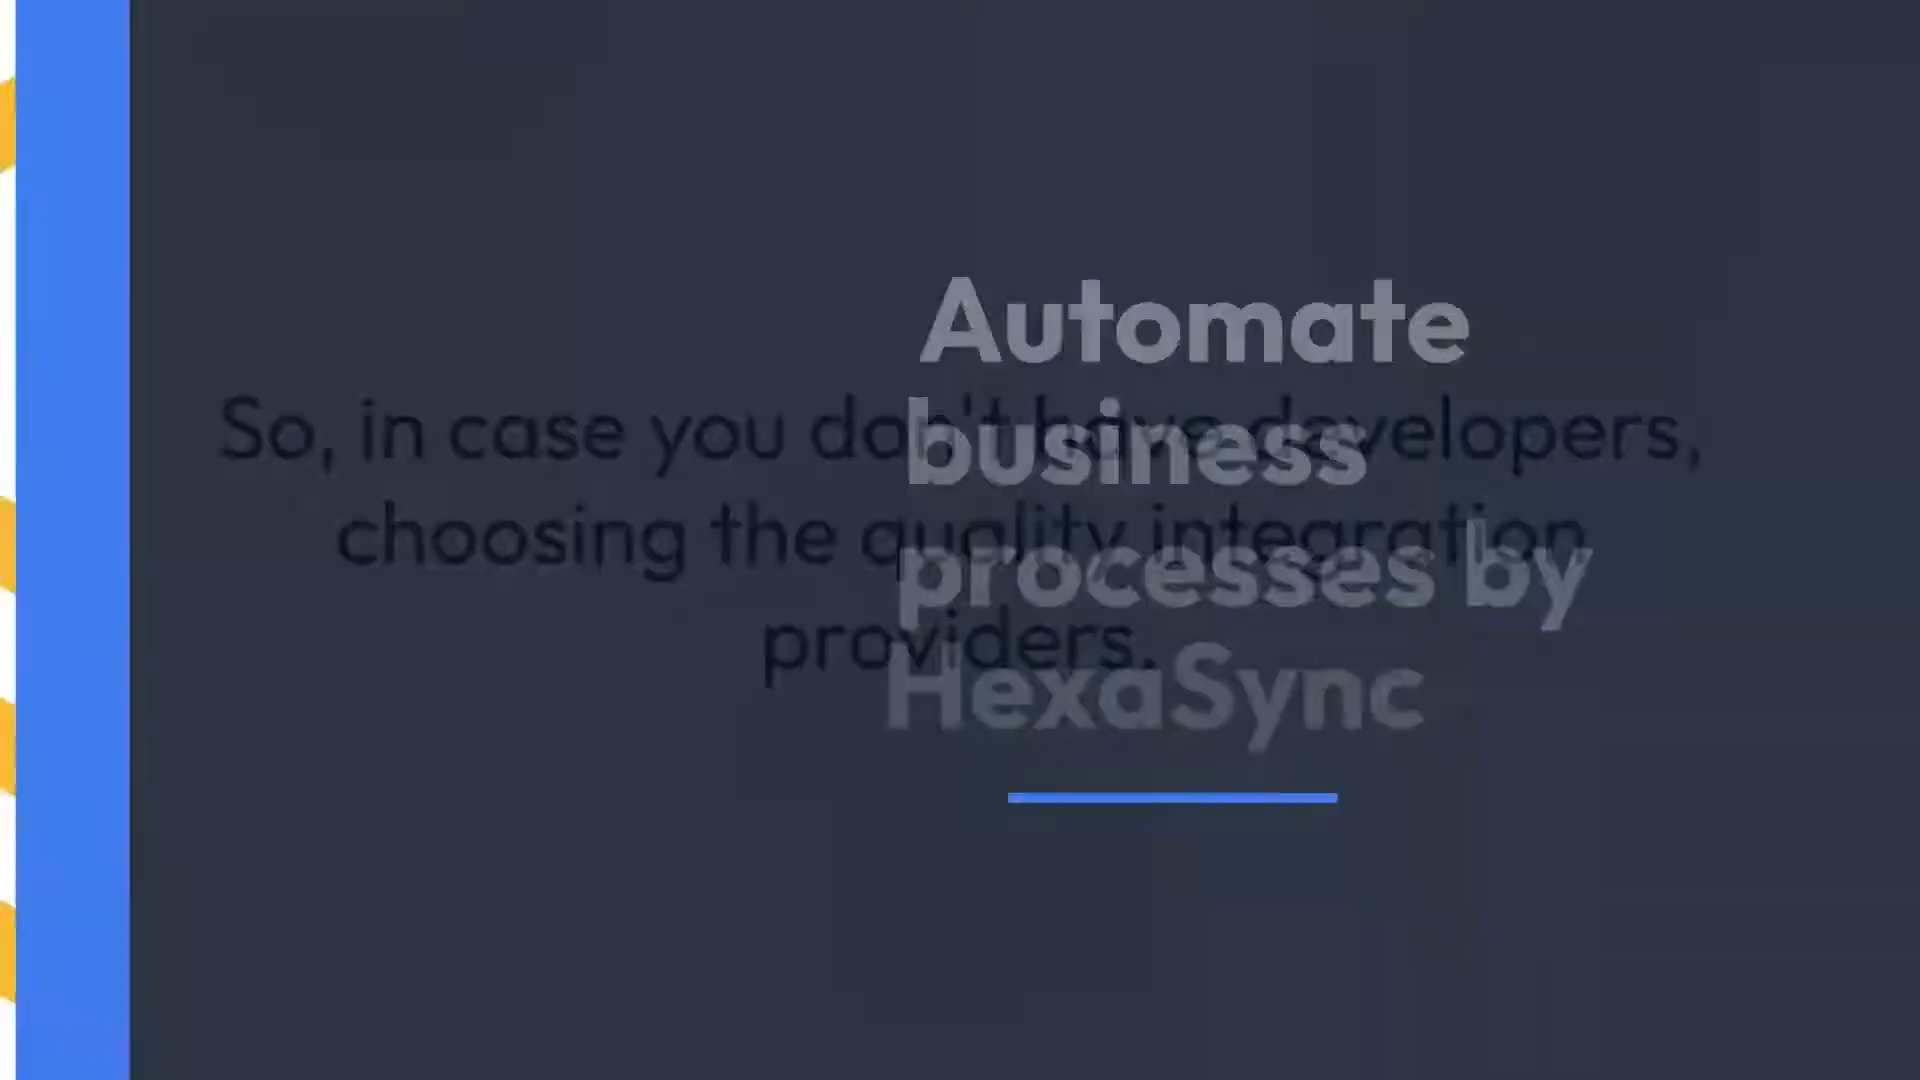 Automate
business
processes by
HexaSync
So, in case you don't have developers,
choosing the quality integration
providers.